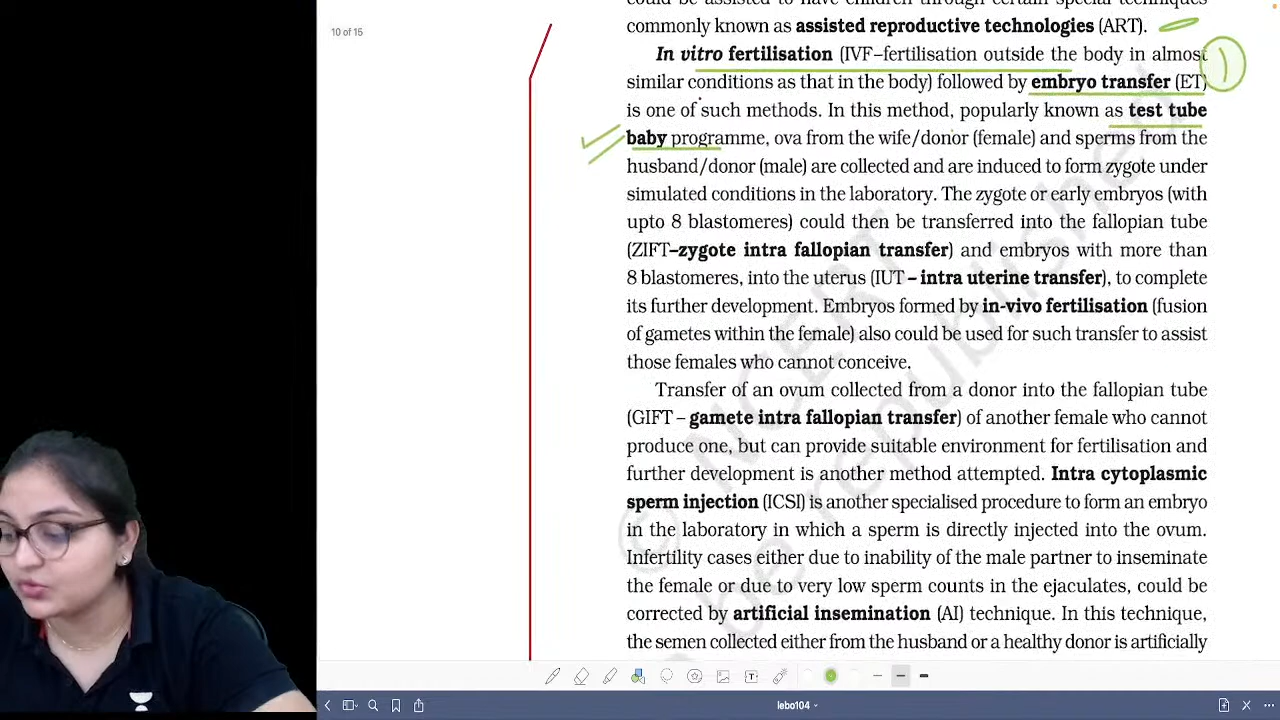 could be assisted to have children through certain special techniques
10 of 15
commonly known as assisted reproductive technologies (ART).
In vitro fertilisation (IVF–fertilisation outside the body in almost
1
similar conditions as that in the body) followed by embryo transfer (ET)
is one of such methods. In this method, popularly known as test tube
baby programme, ova from the wife/donor (female) and sperms from the
husband/donor (male) are collected and are induced to form zygote under
simulated conditions in the laboratory. The zygote or early embryos (with
upto 8 blastomeres) could then be transferred into the fallopian tube
(ZIFT–zygote intra fallopian transfer) and embryos with more than
8 blastomeres, into the uterus (IUT – intra uterine transfer), to complete
its further development. Embryos formed by in-vivo fertilisation (fusion
of gametes within the female) also could be used for such transfer to assist
those females who cannot conceive.
Transfer of an ovum collected from a donor into the fallopian tube
(GIFT – gamete intra fallopian transfer) of another female who cannot
produce one, but can provide suitable environment for fertilisation and
further development is another method attempted. Intra cytoplasmic
sperm injection (ICSI) is another specialised procedure to form an embryo
in the laboratory in which a sperm is directly injected into the ovum.
Infertility cases either due to inability of the male partner to inseminate
the female or due to very low sperm counts in the ejaculates, could be
corrected by artificial insemination (AI) technique. In this technique,
the semen collected either from the husband or a healthy donor is artificially
© NCERT
be republished
lebo104